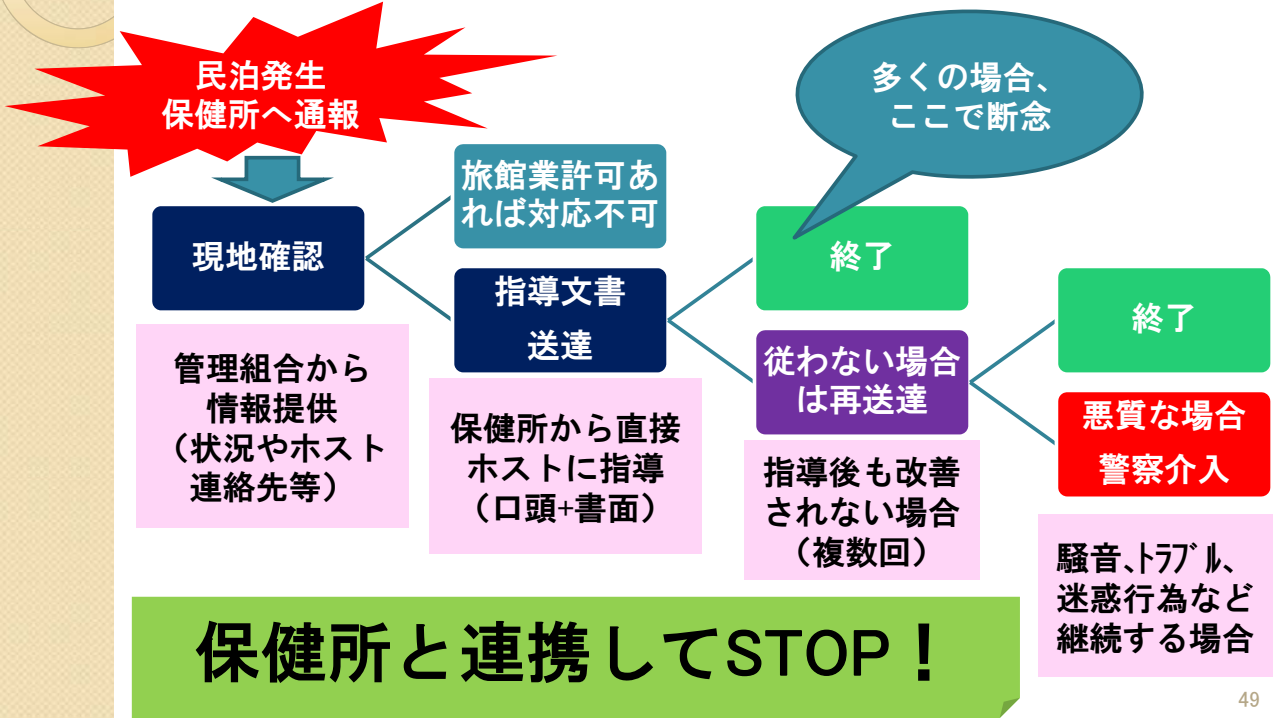 民泊発生
保健所へ通報
多くの場合、
ここで断念
現地確認
管理組合から
情報提供
（状況やホスト
連絡先等）
旅館業許可あ
れば対応不可
指導文書
送達
保健所から直接
ホストに指導
（口頭+書面）
終了
従わない場合
は再送達
指導後も改善
されない場合
（複数回）
終了
悪質な場合
警察介入
騒音、ﾄﾗﾌﾞﾙ、
迷惑行為など
継続する場合
保健所と連携してSTOP！
49